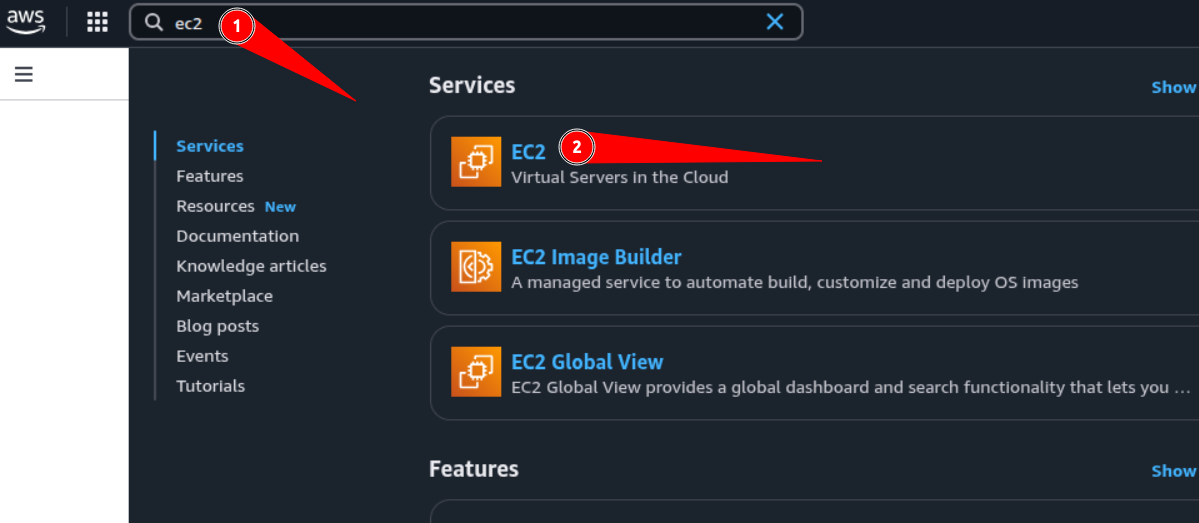 aws
ec2
1
Services
Show
Services
Features
Resources New
Documentation
Knowledge articles
Marketplace
Blog posts
Events
Tutorials
EC2
2
Virtual Servers in the Cloud
EC2 Image Builder
A managed service to automate build, customize and deploy OS images
EC2 Global View
EC2 Global View provides a global dashboard and search functionality that lets you ...
Features
Show